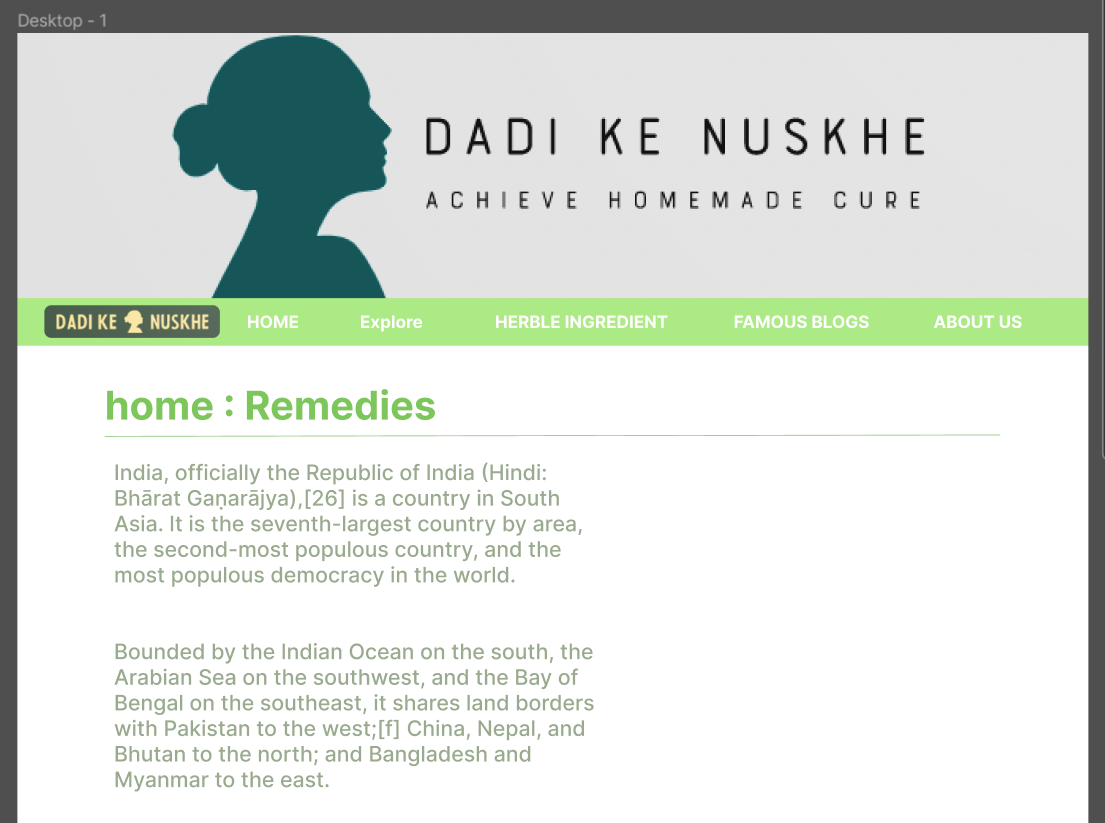 Desktop - 1
DADI KE NUSKHE
ACHIEVE HOMEMADE CURE
DADI KE NUSKHE HOME Explore HERBLE INGREDIENT FAMOUS BLOGS ABOUT US
home : Remedies
India, officially the Republic of India (Hindi:
Bhārat Gaṇarājya),[26] is a country in South
Asia. It is the seventh-largest country by area,
the second-most populous country, and the
most populous democracy in the world.
Bounded by the Indian Ocean on the south, the
Arabian Sea on the southwest, and the Bay of
Bengal on the southeast, it shares land borders
with Pakistan to the west;[f] China, Nepal, and
Bhutan to the north; and Bangladesh and
Myanmar to the east.